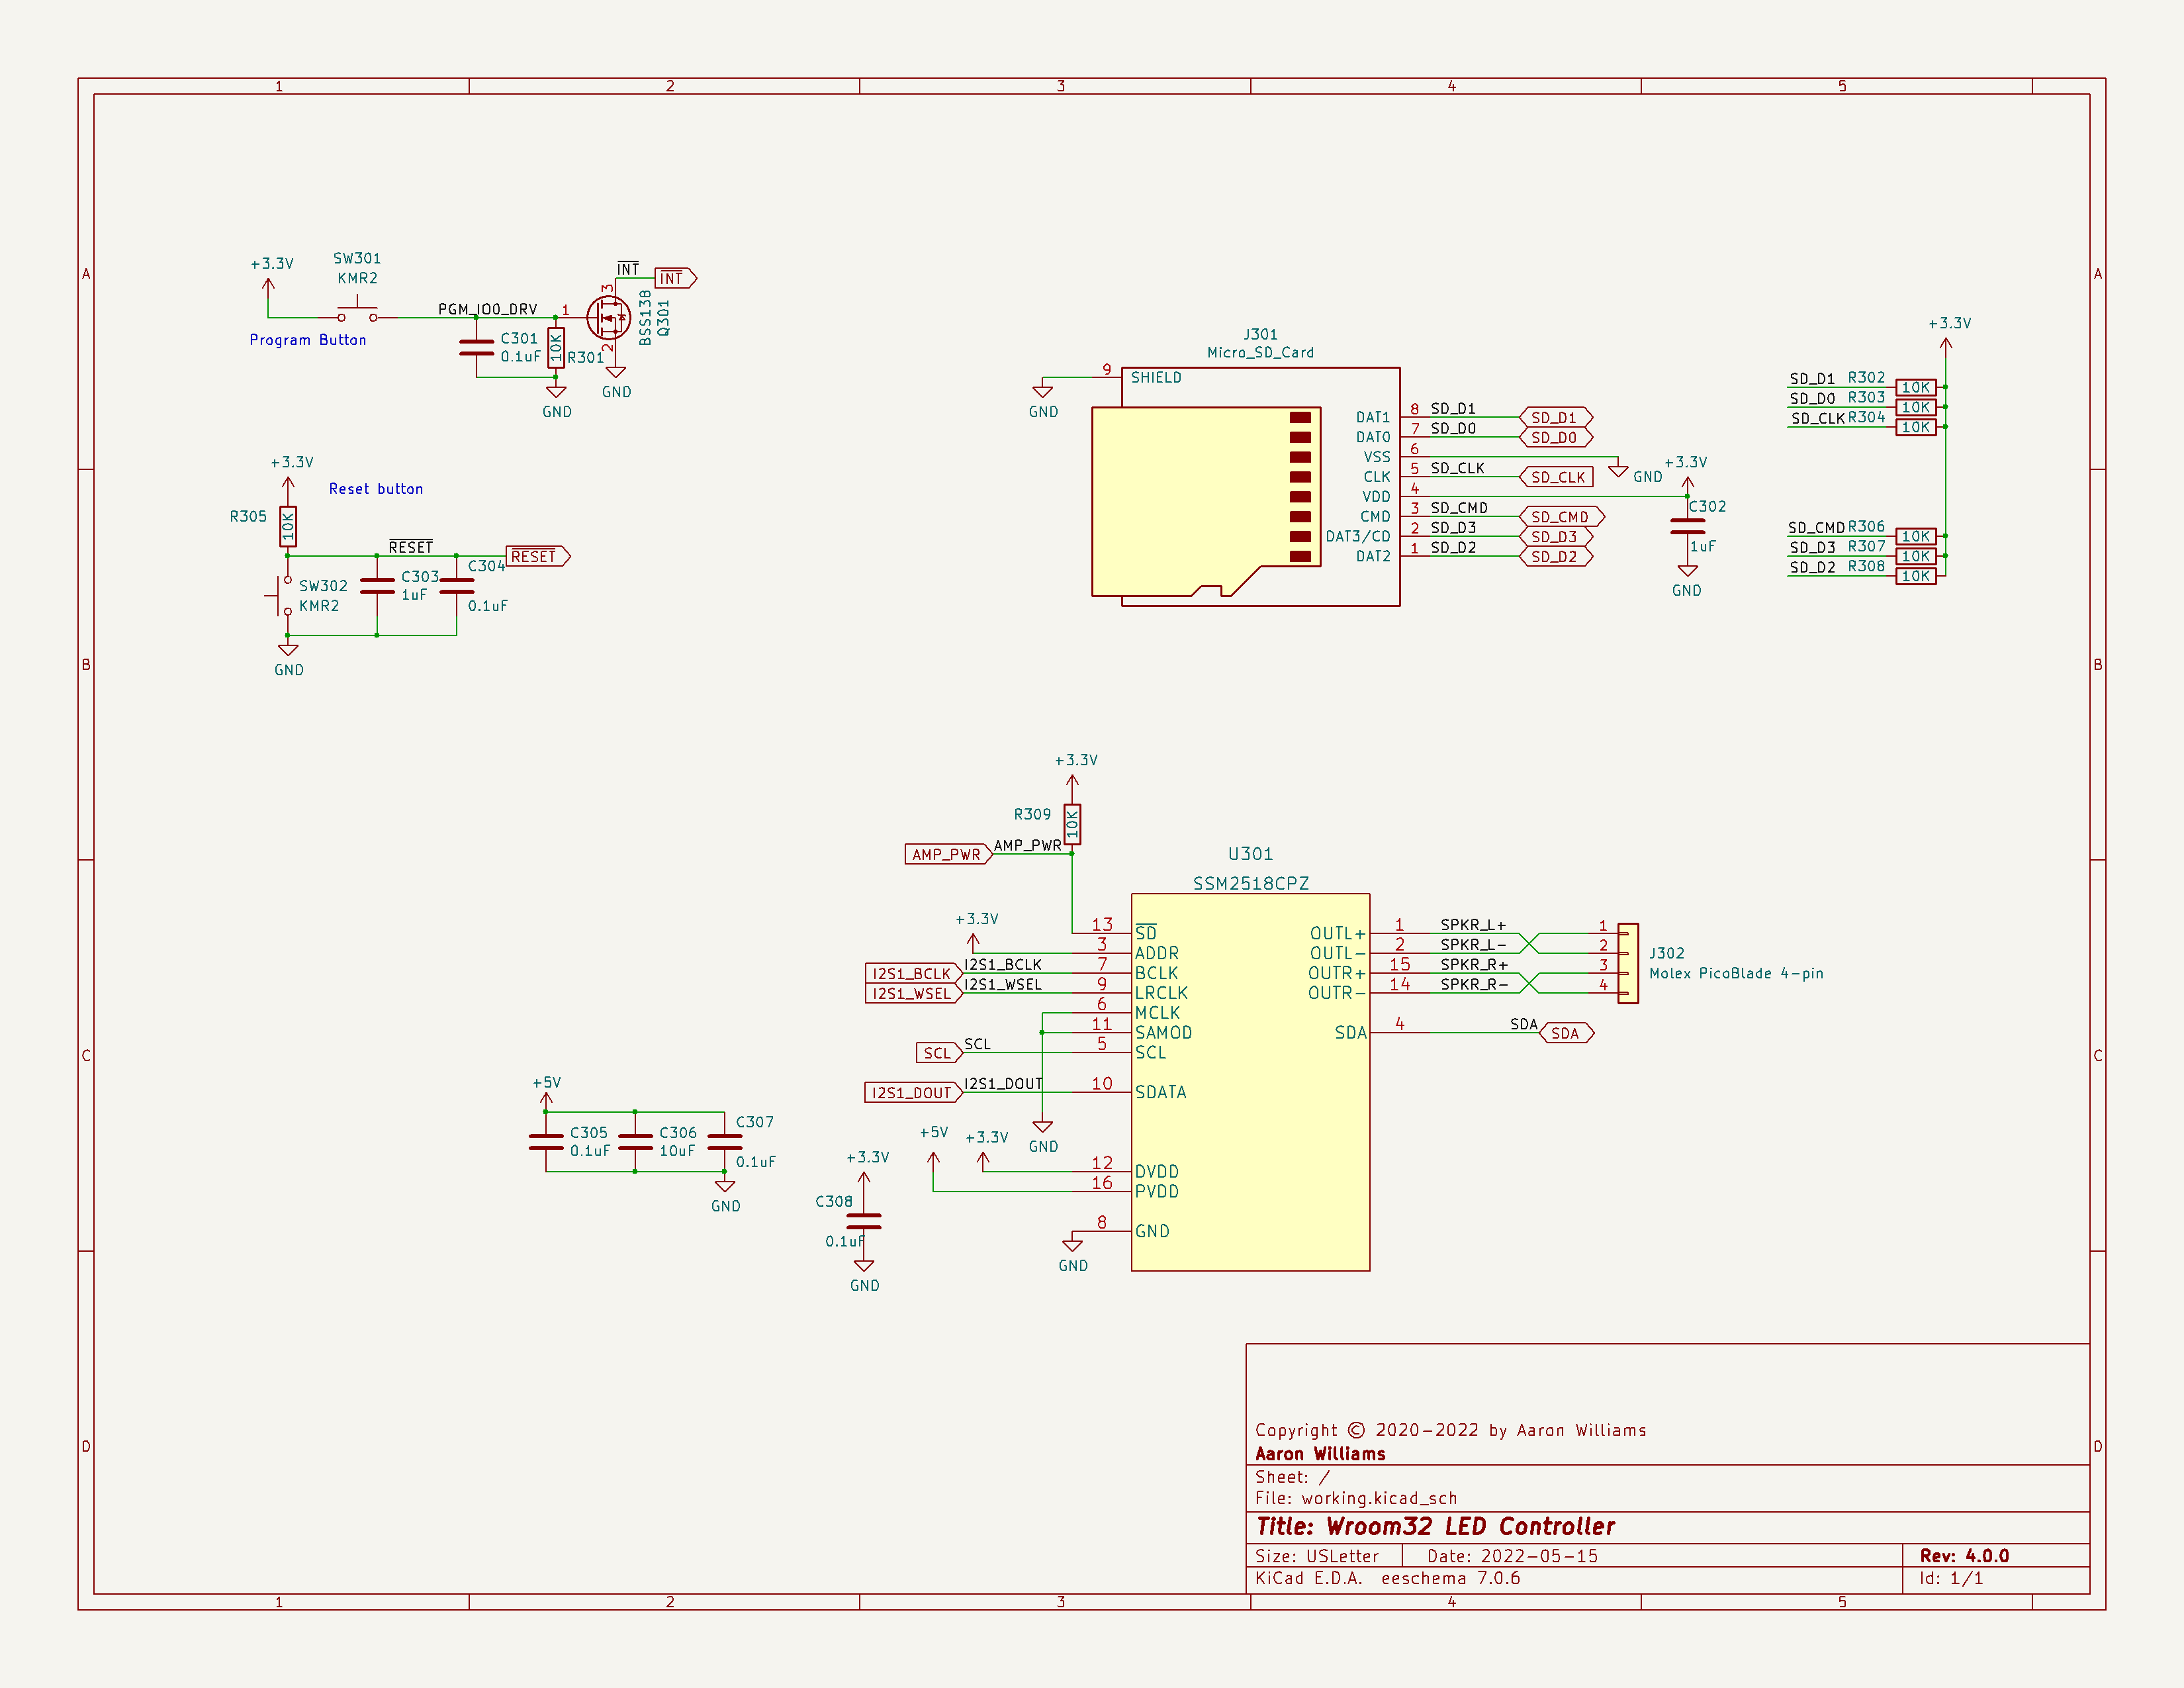 1 2 3 4 5
A A
B B
C C
D D
1 2 3 4 5
+3.3V
SW301
KMR2
Program Button
PGM_IO0_DRV
C301
0.1uF
10K
R301
GND
1
3
2
INT
INT
BSS138
Q301
GND
+3.3V
Reset button
R305
10K
RESET
RESET
SW302
KMR2
C303
1uF
C304
0.1uF
GND
J301
Micro_SD_Card
9 SHIELD
GND
DAT1 8 SD_D1 SD_D1
DAT0 7 SD_D0 SD_D0
VSS 6
GND
CLK 5 SD_CLK SD_CLK
VDD 4
CMD 3 SD_CMD SD_CMD
DAT3/CD 2 SD_D3 SD_D3
DAT2 1 SD_D2 SD_D2
+3.3V
C302
1uF
GND
+3.3V
SD_D1 R302 10K
SD_D0 R303 10K
SD_CLK R304 10K
SD_CMD R306 10K
SD_D3 R307 10K
SD_D2 R308 10K
+3.3V
R309
10K
AMP_PWR AMP_PWR
U301
SSM2518CPZ
13 SD
+3.3V
3 ADDR
I2S1_BCLK I2S1_BCLK 7 BCLK
I2S1_WSEL I2S1_WSEL 9 LRCLK
6 MCLK
11 SAMOD
SCL SCL 5 SCL
I2S1_DOUT I2S1_DOUT 10 SDATA
GND
+5V
+3.3V
12 DVDD
16 PVDD
8 GND
GND
OUTL+ 1 SPKR_L+ 1
OUTL- 2 SPKR_L- 2
OUTR+ 15 SPKR_R+ 3
OUTR- 14 SPKR_R- 4
J302
Molex PicoBlade 4-pin
SDA 4 SDA SDA
+5V
C305
0.1uF
C306
10uF
C307
0.1uF
GND
+3.3V
C308
0.1uF
GND
Copyright © 2020-2022 by Aaron Williams
Aaron Williams
Sheet: /
File: working.kicad_sch
Title: Wroom32 LED Controller
Size: USLetter Date: 2022-05-15 Rev: 4.0.0
KiCad E.D.A. eeschema 7.0.6 Id: 1/1